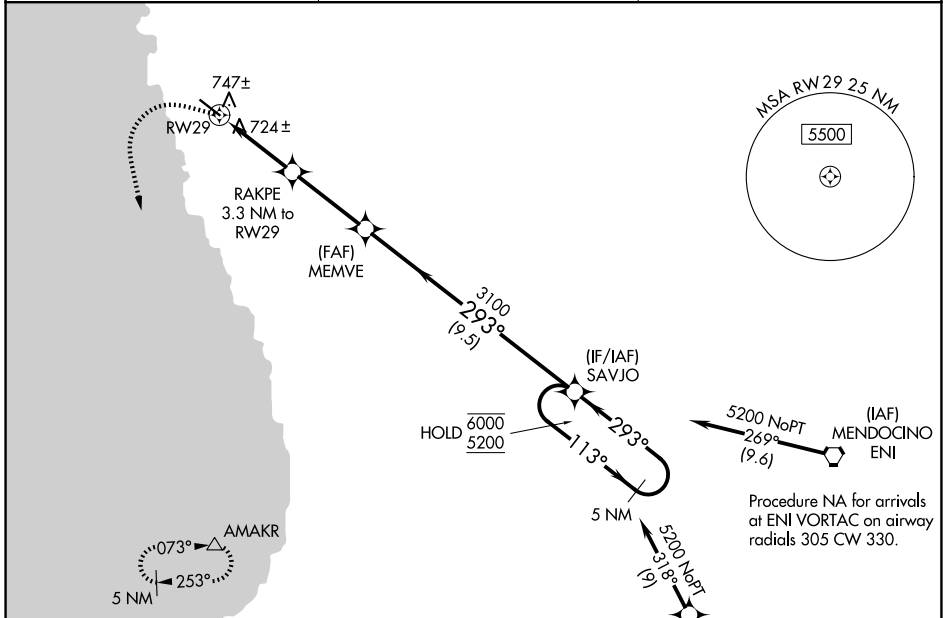 747±
RW29
724±
RAKPE
3.3 NM to
RW29
(FAF)
MEMVE
3100
293°
(9.5)
(IF/IAF)
SAVJO
HOLD 6000
5200
293°
113°
5 NM
5200 NoPT
269°
(9.6)
(IAF)
MENDOCINO
ENI
Procedure NA for arrivals
at ENI VORTAC on airway
radials 305 CW 330.
5200 NoPT
318°
(9)
MSA RW 29 25 NM
5500
AMAKR
073°
253°
5 NM